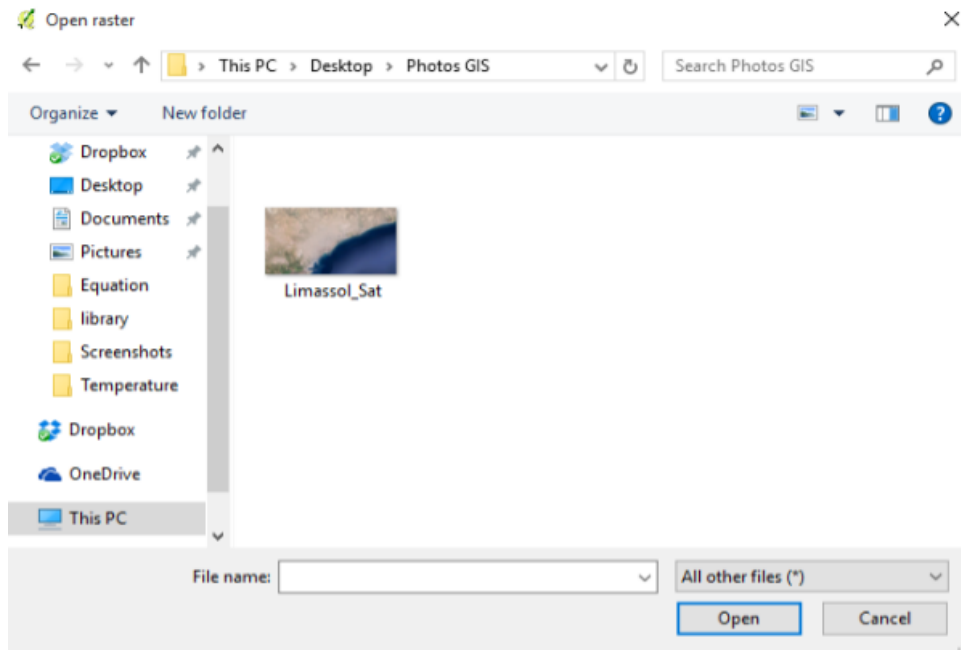 Open raster
This PC > Desktop > Photos GIS
Search Photos GIS
Organize
New folder
Dropbox
Desktop
Documents
Pictures
Equation
library
Screenshots
Temperature
Dropbox
OneDrive
This PC
Limassol_Sat
File name:
All other files (*)
Open
Cancel